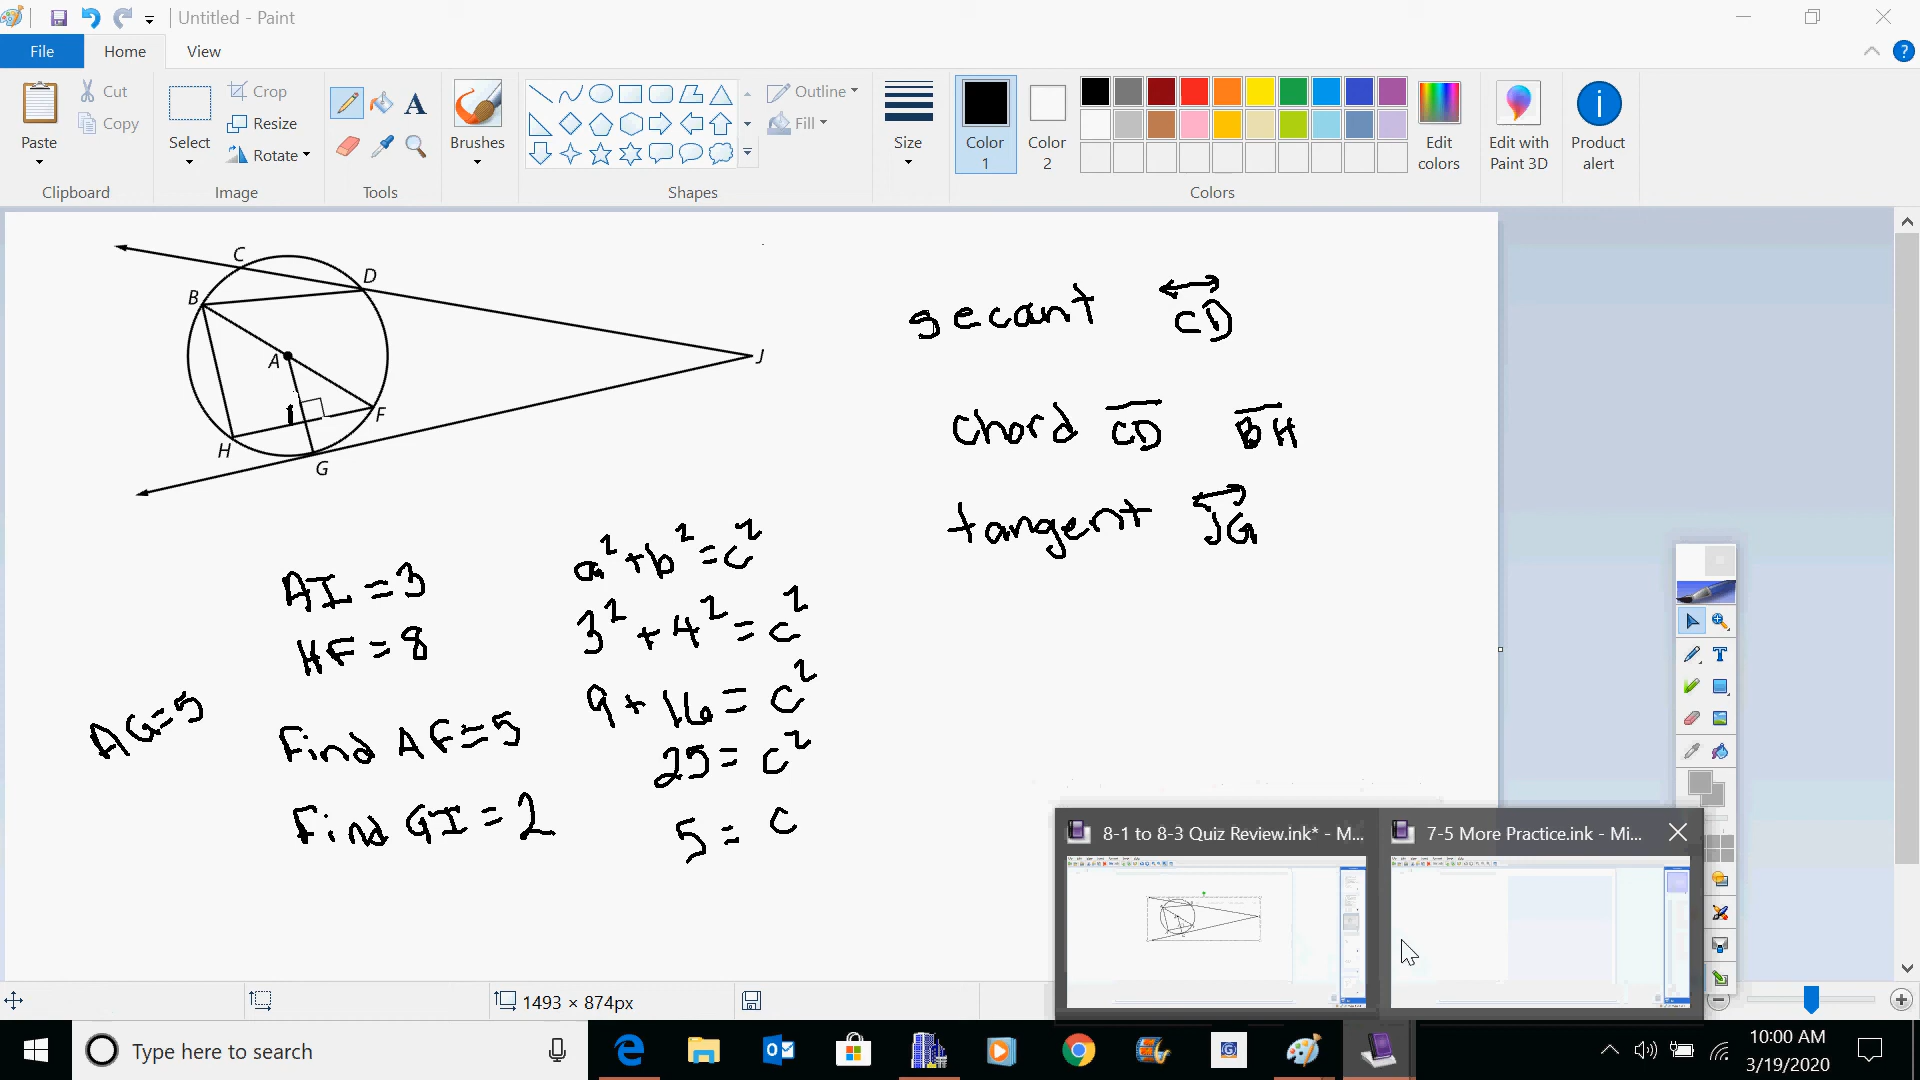 Untitled - Paint
File
Home
View
Paste
Cut
Copy
Clipboard
Select
Crop
Resize
Rotate
Image
A
Tools
Brushes
Outline
Fill
Shapes
Size
Color 1
Color 2
Colors
Edit colors
Edit with Paint 3D
Product alert
C
D
B
A
J
I
F
H
G
secant CD
chord CD BH
tangent JG
AI = 3
HF = 8
AG=5
Find AF=5
Find GI = 2
a²+b²=c²
3²+4²=c²
9+16=c²
25=c²
5=c
T
8-1 to 8-3 Quiz Review.ink* - M...
7-5 More Practice.ink - Mi...
1493 × 874px
Type here to search
10:00 AM
3/19/2020